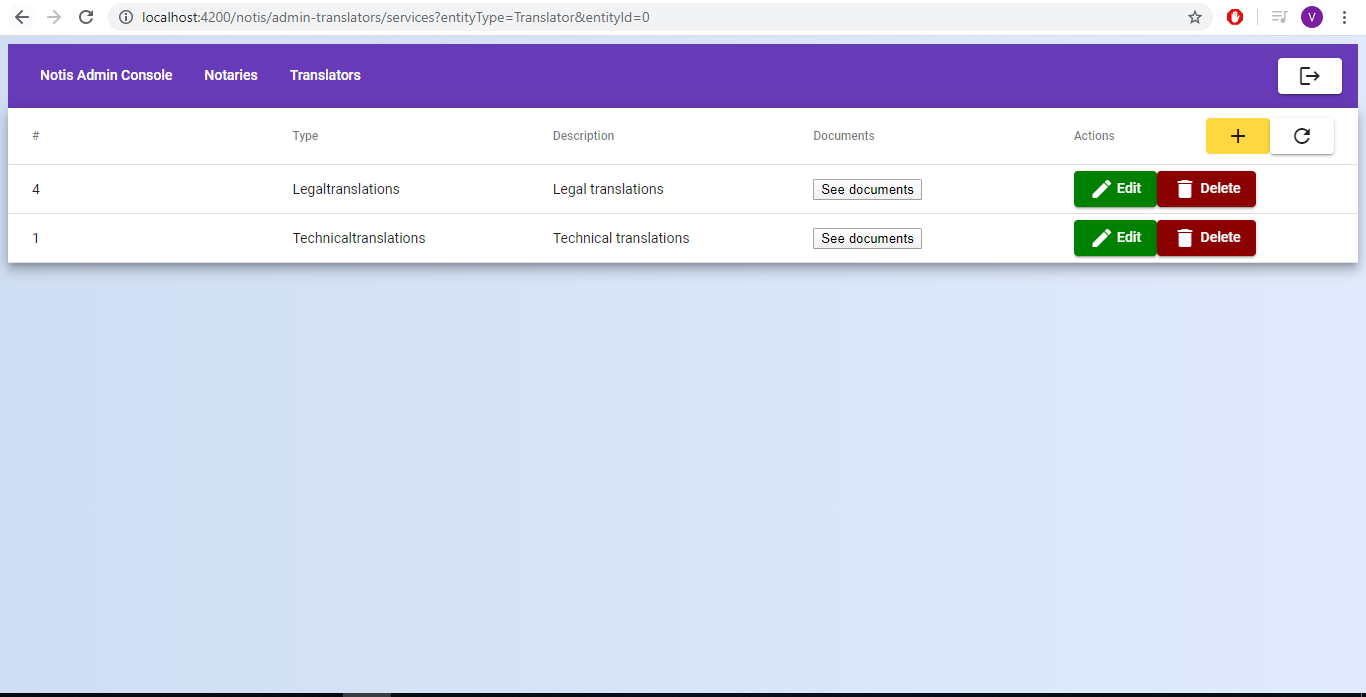 localhost:4200/notis/admin-translators/services?entityType=Translator&entityId=0
V
Notis Admin Console Notaries Translators
# Type Description Documents Actions
4 Legaltranslations Legal translations See documents Edit Delete
1 Technicaltranslations Technical translations See documents Edit Delete